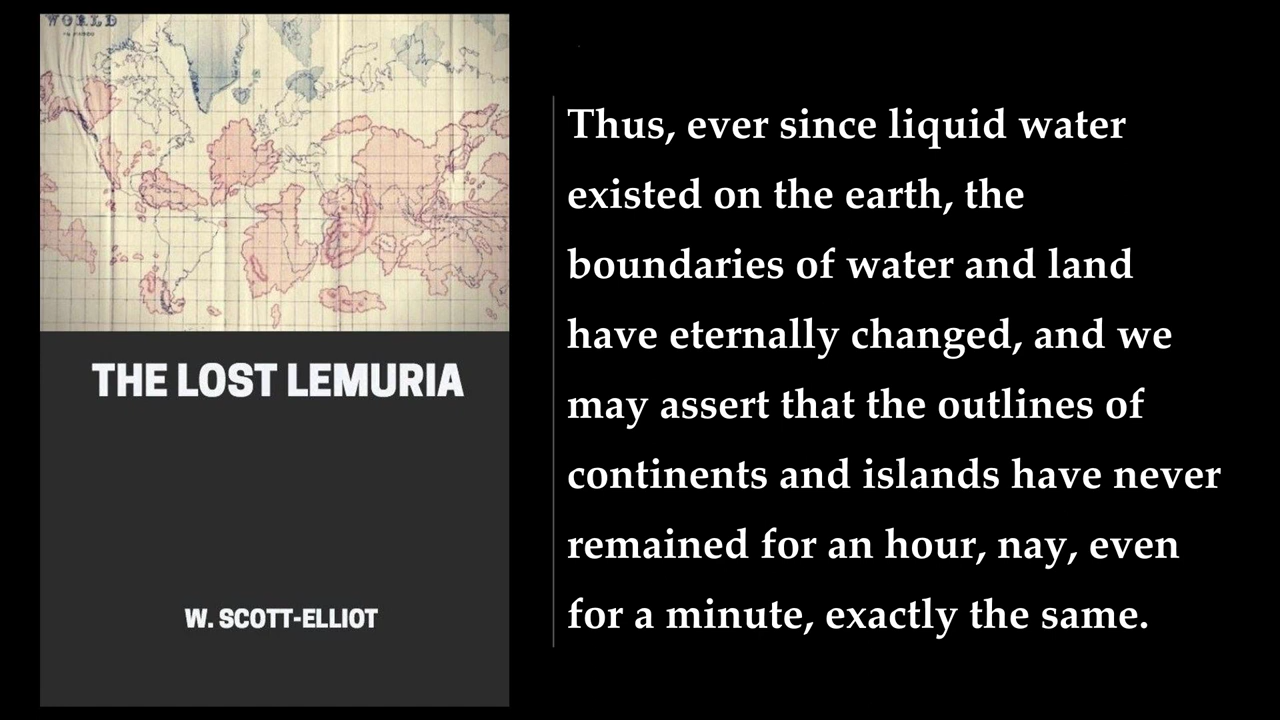 WORLD
THE LOST LEMURIA
W. SCOTT-ELLIOT
Thus, ever since liquid water
existed on the earth, the
boundaries of water and land
have eternally changed, and we
may assert that the outlines of
continents and islands have never
remained for an hour, nay, even
for a minute, exactly the same.